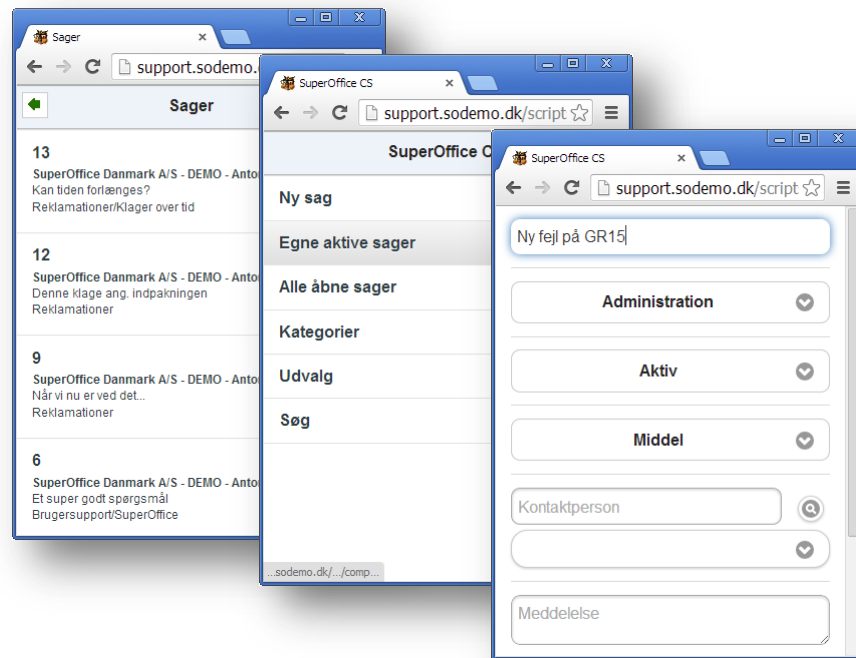 Sager
support.sodemo.
Sager
13
SuperOffice Danmark A/S - DEMO - Anto
Kan tiden forlænges?
Reklamationer/Klager over tid
12
SuperOffice Danmark A/S - DEMO - Anto
Denne klage ang. indpakningen
Reklamationer
9
SuperOffice Danmark A/S - DEMO - Anto
Når vi nu er ved det...
Reklamationer
6
SuperOffice Danmark A/S - DEMO - Anto
Et super godt spørgsmål
Brugersupport/SuperOffice
SuperOffice CS
support.sodemo.dk/script
SuperOffice C
Ny sag
Egne aktive sager
Alle åbne sager
Kategorier
Udvalg
Søg
...sodemo.dk/.../comp...
SuperOffice CS
support.sodemo.dk/script
Ny fejl på GR15
Administration
Aktiv
Middel
Kontaktperson
Meddelelse